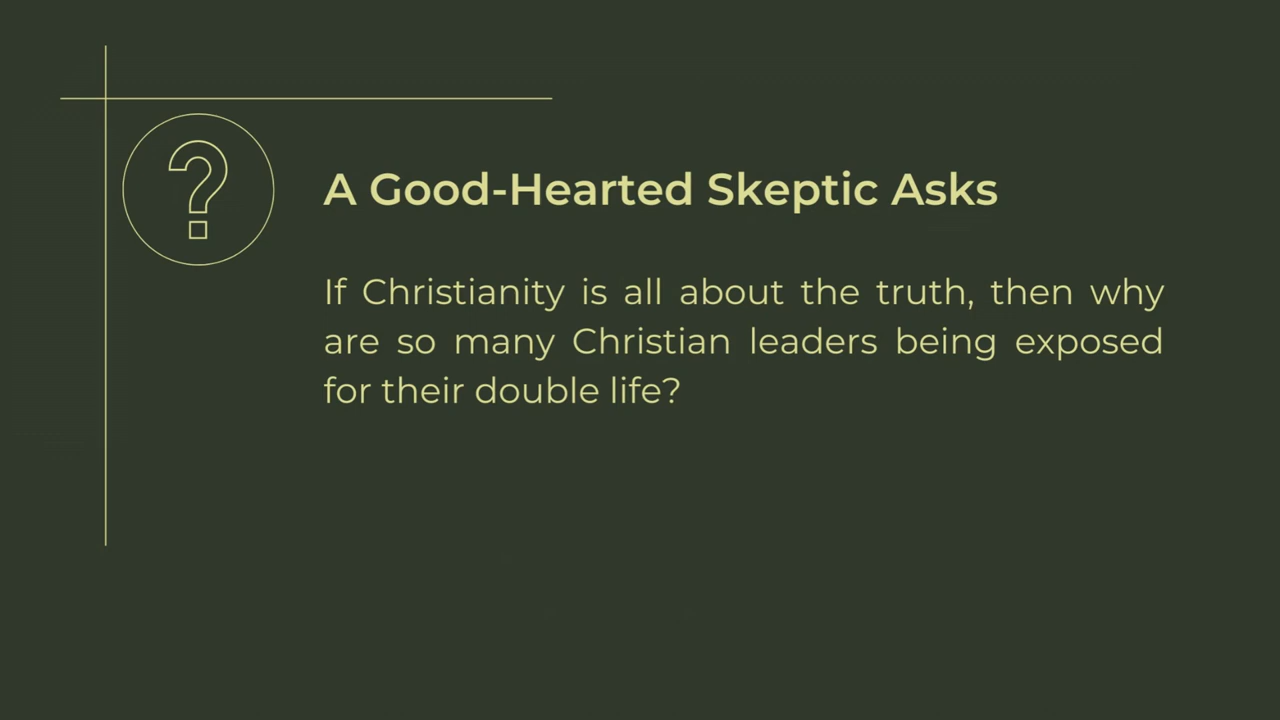 ?
A Good-Hearted Skeptic Asks
If Christianity is all about the truth, then why
are so many Christian leaders being exposed
for their double life?